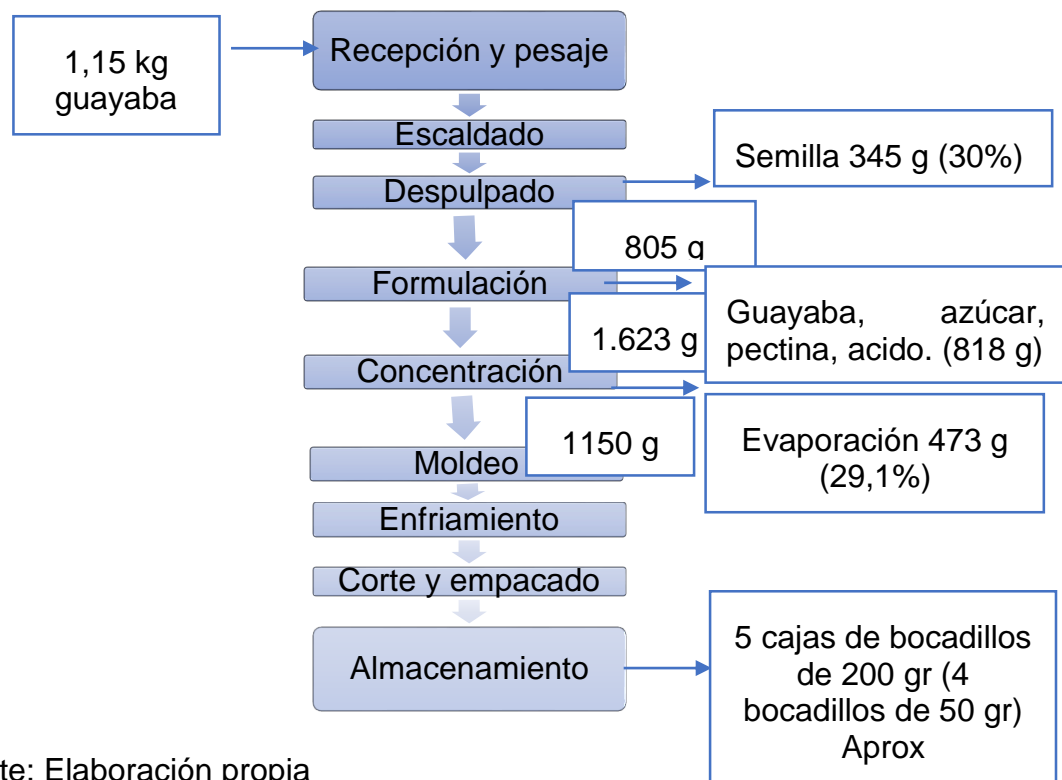 1,15 kg
guayaba
Recepción y pesaje
Escaldado
Despulpado
Semilla 345 g (30%)
805 g
Formulación
Guayaba, azúcar,
pectina, acido. (818 g)
1.623 g
Concentración
Evaporación 473 g
(29,1%)
1150 g
Moldeo
Enfriamiento
Corte y empacado
Almacenamiento
5 cajas de bocadillos
de 200 gr (4
bocadillos de 50 gr)
Aprox
te: Elaboración propia